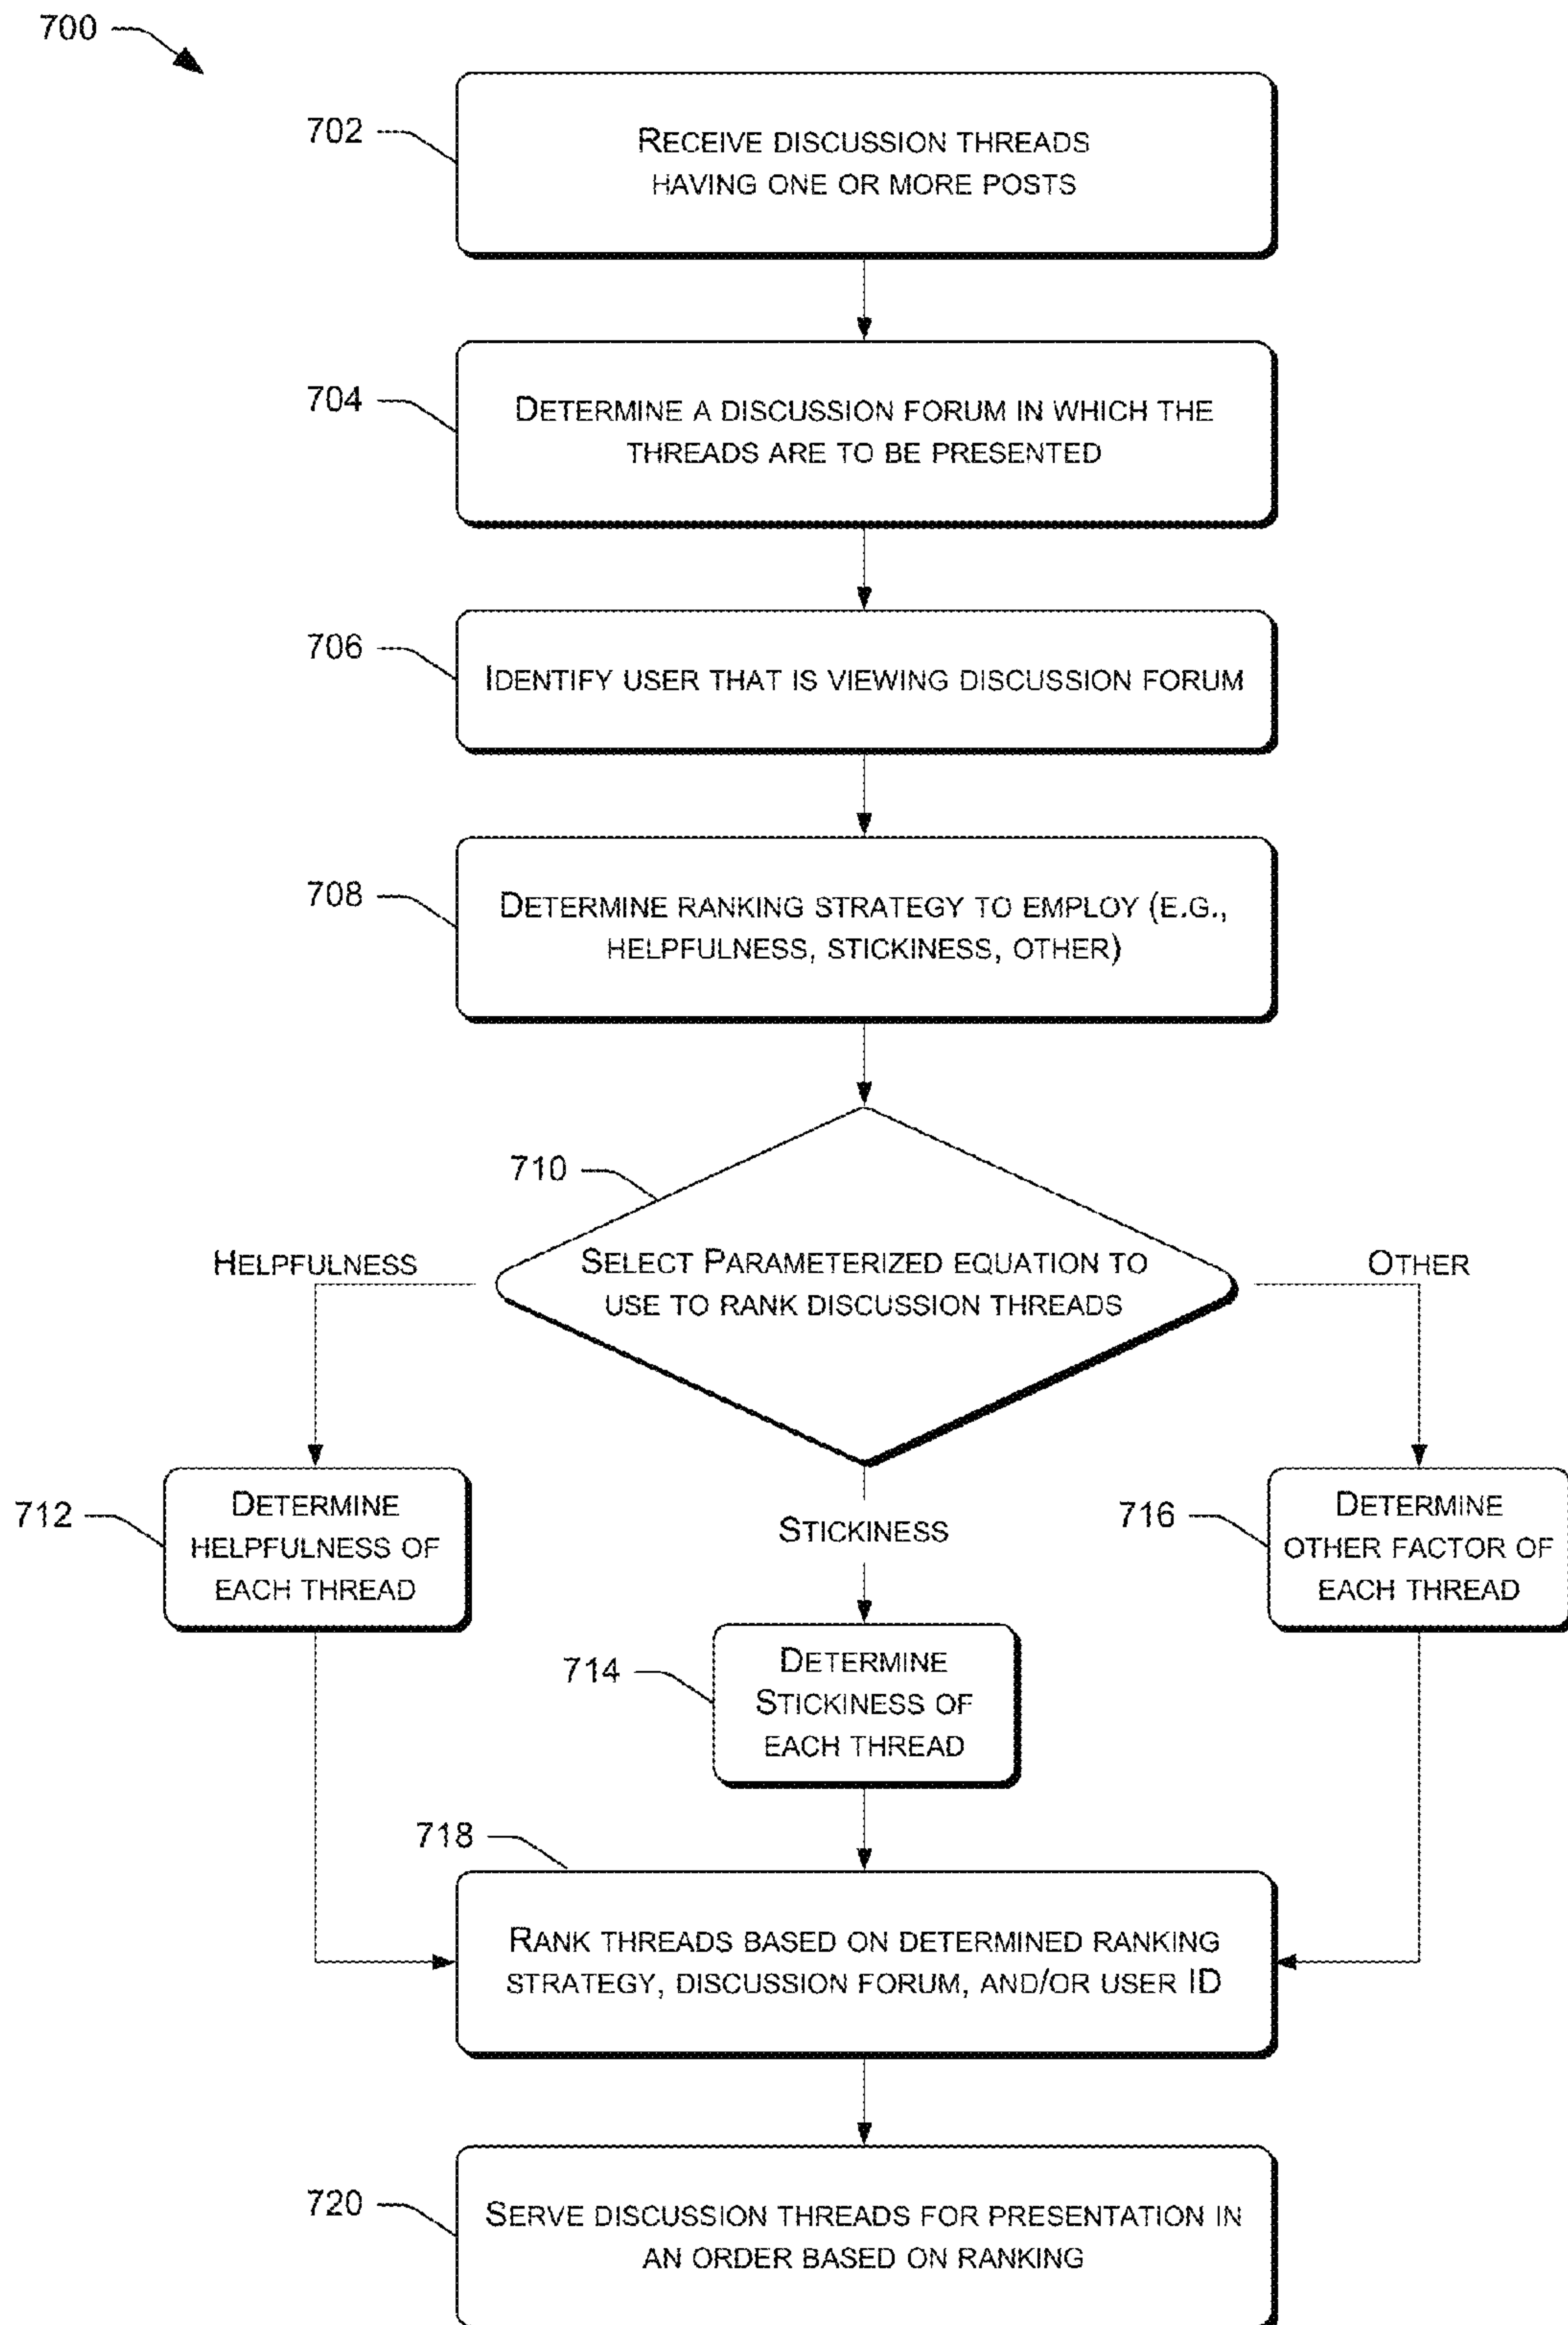 700
702
RECEIVE DISCUSSION THREADS
HAVING ONE OR MORE POSTS
704
DETERMINE A DISCUSSION FORUM IN WHICH THE
THREADS ARE TO BE PRESENTED
706
IDENTIFY USER THAT IS VIEWING DISCUSSION FORUM
708
DETERMINE RANKING STRATEGY TO EMPLOY (E.G.,
HELPFULNESS, STICKINESS, OTHER)
710
SELECT PARAMETERIZED EQUATION TO
USE TO RANK DISCUSSION THREADS
HELPFULNESS
OTHER
712
DETERMINE
HELPFULNESS OF
EACH THREAD
STICKINESS
714
DETERMINE
STICKINESS OF
EACH THREAD
716
DETERMINE
OTHER FACTOR OF
EACH THREAD
718
RANK THREADS BASED ON DETERMINED RANKING
STRATEGY, DISCUSSION FORUM, AND/OR USER ID
720
SERVE DISCUSSION THREADS FOR PRESENTATION IN
AN ORDER BASED ON RANKING